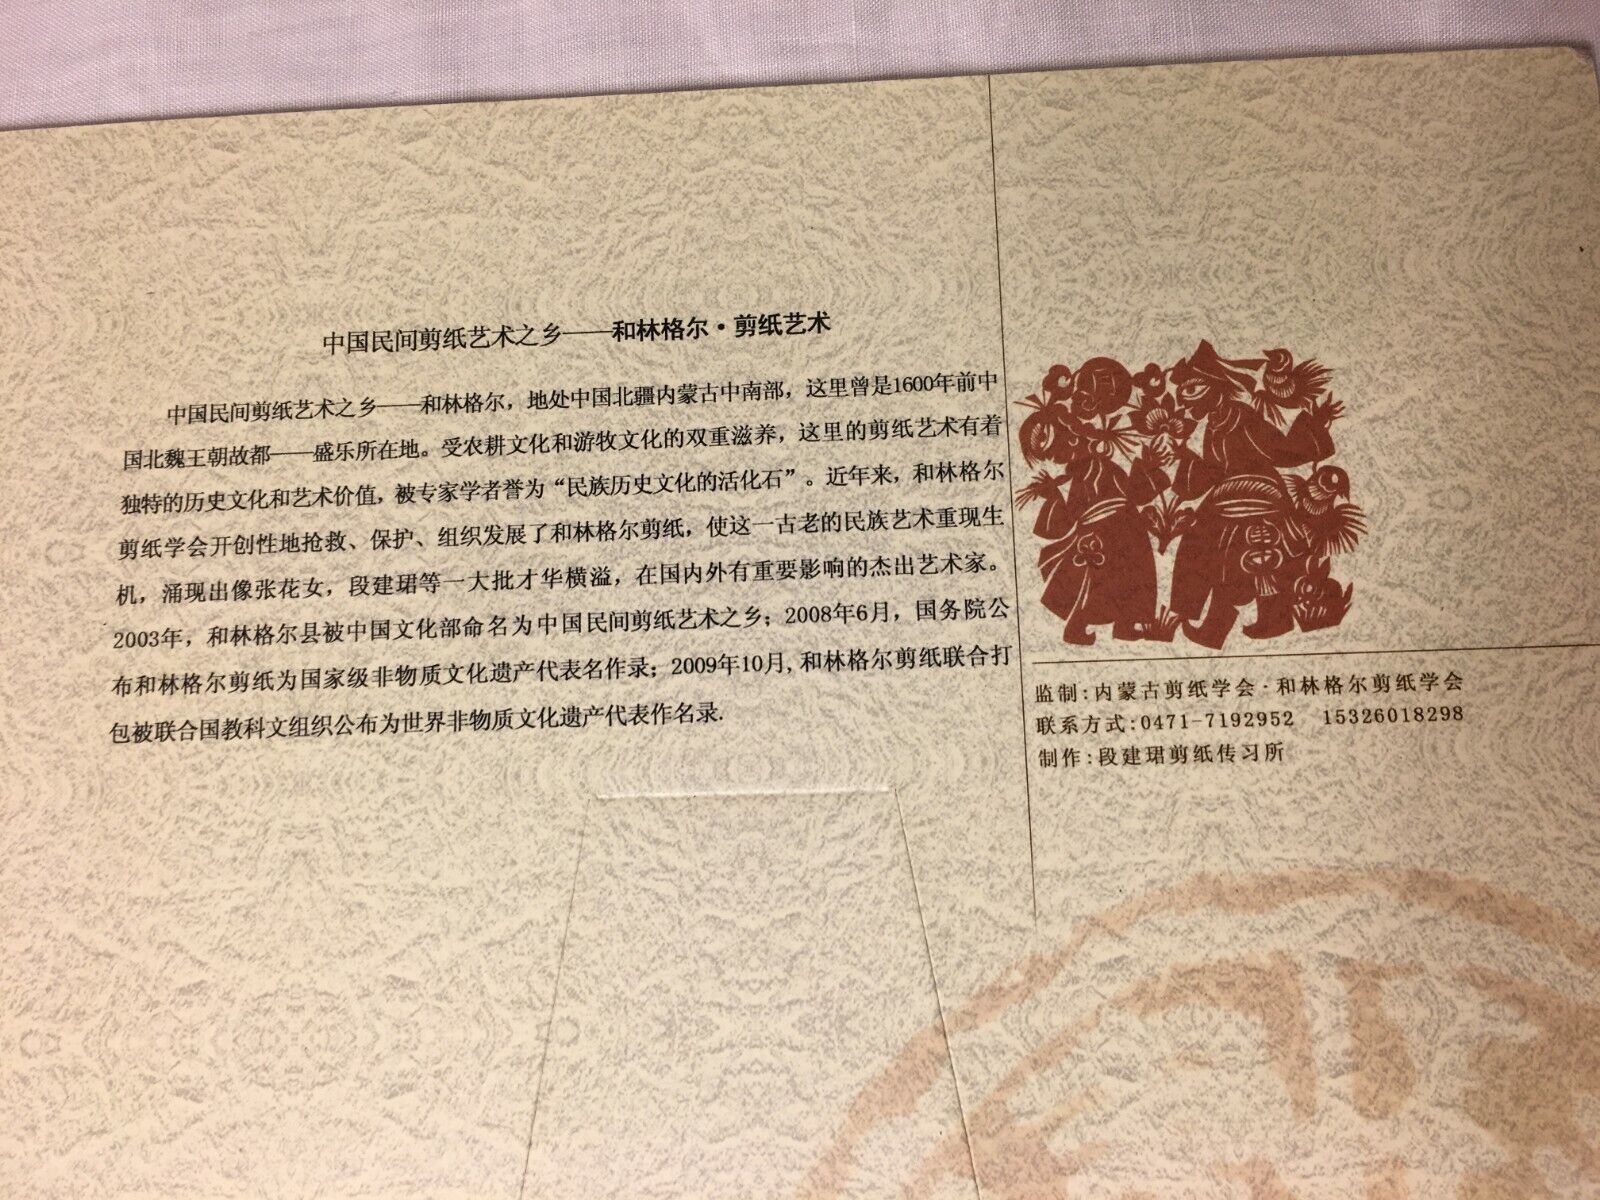 中国民间剪纸艺术之乡——和林格尔·剪纸艺术
中国民间剪纸艺术之乡——和林格尔，地处中国北疆内蒙古中南部，这里曾是1600年前中
国北魏王朝故都——盛乐所在地。受农耕文化和游牧文化的双重滋养，这里的剪纸艺术有着
独特的历史文化和艺术价值，被专家学者誉为“民族历史文化的活化石”。近年来，和林格尔
剪纸学会开创性地抢救、保护、组织发展了和林格尔剪纸，使这一古老的民族艺术重现生
机，涌现出像张花女，段建珺等一大批才华横溢，在国内外有重要影响的杰出艺术家。
2003年，和林格尔县被中国文化部命名为中国民间剪纸艺术之乡；2008年6月，国务院公
布和林格尔剪纸为国家级非物质文化遗产代表名作录；2009年10月,和林格尔剪纸联合打
包被联合国教科文组织公布为世界非物质文化遗产代表作名录.
监制:内蒙古剪纸学会·和林格尔剪纸学会
联系方式:0471-7192952 15326018298
制作:段建珺剪纸传习所